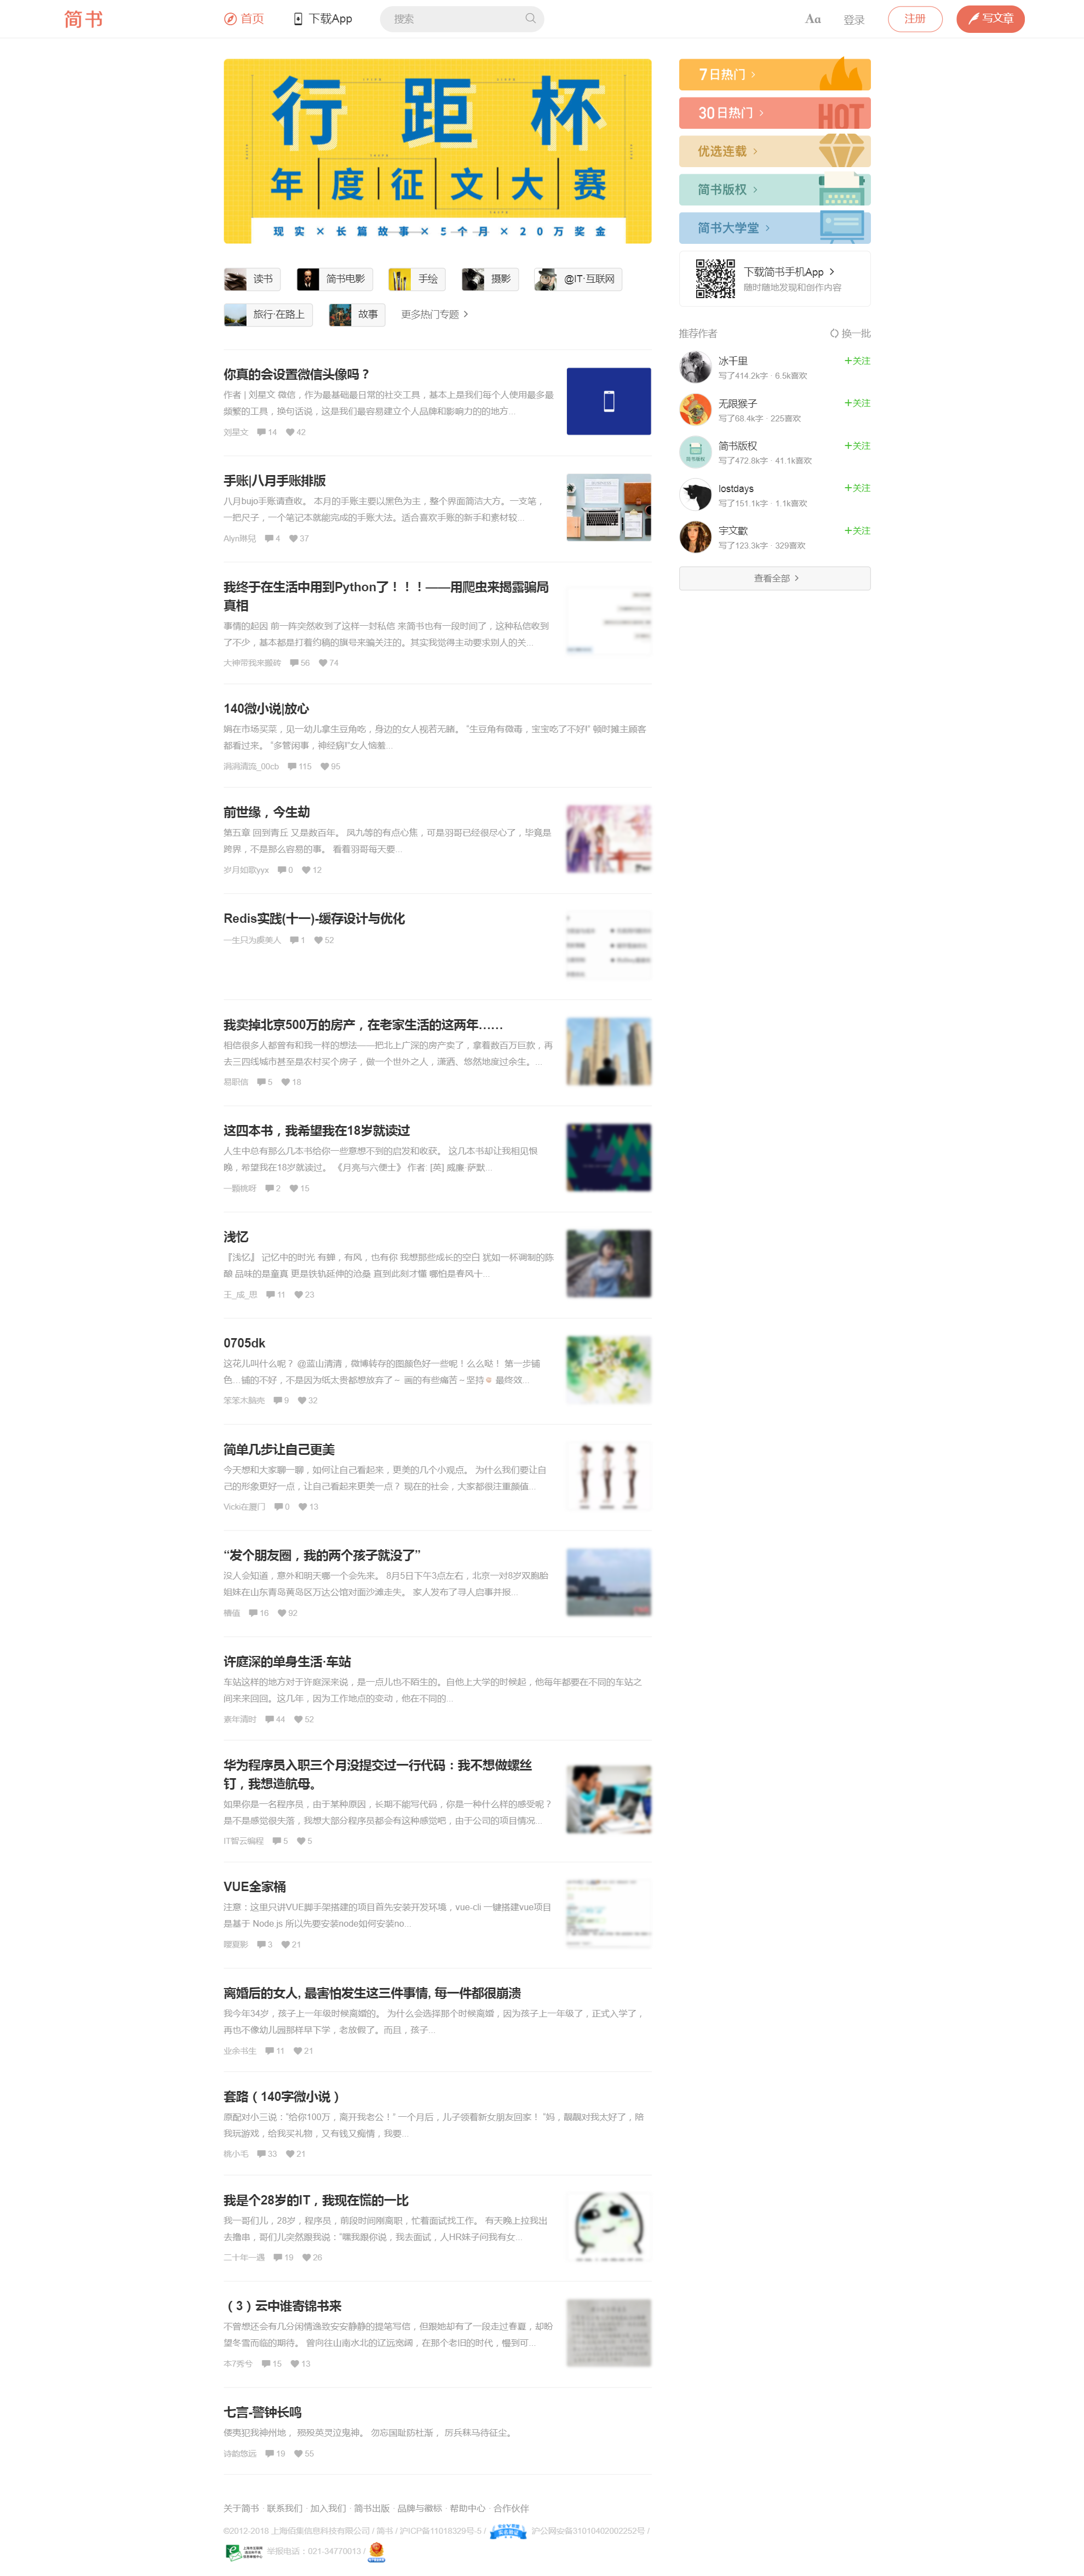 简书
首页
下载App
搜索
Aa
登录
注册
写文章
行距杯
年度征文大赛
现实×长篇故事×5个月×20万奖金
7日热门
30日热门
HOT
优选连载
简书版权
简书大学堂
下载简书手机App
随时随地发现和创作内容
读书
简书电影
手绘
摄影
@IT·互联网
旅行·在路上
故事
更多热门专题
推荐作者
换一批
冰千里
+关注
写了414.2k字 · 6.5k喜欢
无限猴子
+关注
写了68.4k字 · 225喜欢
简书版权
+关注
写了472.8k字 · 41.1k喜欢
lostdays
+关注
写了151.1k字 · 1.1k喜欢
宇文歡
+关注
写了123.3k字 · 329喜欢
查看全部
你真的会设置微信头像吗？
作者 | 刘星文 微信，作为最基础最日常的社交工具，基本上是我们每个人使用最多最
频繁的工具，换句话说，这是我们最容易建立个人品牌和影响力的的地方...
刘星文 14 42
手账|八月手账排版
八月bujo手账请查收。 本月的手账主要以黑色为主，整个界面简洁大方。一支笔，
一把尺子，一个笔记本就能完成的手账大法。适合喜欢手账的新手和素材较...
Alyn琳兒 4 37
我终于在生活中用到Python了！！！——用爬虫来揭露骗局
真相
事情的起因 前一阵突然收到了这样一封私信 来简书也有一段时间了，这种私信收到
了不少，基本都是打着约稿的旗号来骗关注的。其实我觉得主动要求别人的关...
大神带我来搬砖 56 74
140微小说|放心
娟在市场买菜，见一幼儿拿生豆角吃，身边的女人视若无睹。 “生豆角有微毒，宝宝吃了不好!” 顿时摊主顾客
都看过来。 “多管闲事，神经病!”女人恼羞...
涓涓清流_00cb 115 95
前世缘，今生劫
第五章 回到青丘 又是数百年。 凤九等的有点心焦，可是羽哥已经很尽心了，毕竟是
跨界，不是那么容易的事。 看着羽哥每天要...
岁月如歌yyx 0 12
Redis实践(十一)-缓存设计与优化
一生只为虞美人 1 52
我卖掉北京500万的房产，在老家生活的这两年……
相信很多人都曾有和我一样的想法——把北上广深的房产卖了，拿着数百万巨款，再
去三四线城市甚至是农村买个房子，做一个世外之人，潇洒、悠然地度过余生。...
易职信 5 18
这四本书，我希望我在18岁就读过
人生中总有那么几本书给你一些意想不到的启发和收获。 这几本书却让我相见恨
晚，希望我在18岁就读过。 《月亮与六便士》 作者: [英] 威廉·萨默...
一颗桃呀 2 15
浅忆
『浅忆』 记忆中的时光 有蝉，有风，也有你 我想那些成长的空白 犹如一杯调制的陈
酿 品味的是童真 更是铁轨延伸的沧桑 直到此刻才懂 哪怕是春风十...
王_成_思 11 23
0705dk
这花儿叫什么呢？ @蓝山清清，微博转存的图颜色好一些呢！么么哒！ 第一步铺
色...铺的不好，不是因为纸太贵都想放弃了～ 画的有些痛苦～坚持 最终效...
笨笨木脑壳 9 32
简单几步让自己更美
今天想和大家聊一聊，如何让自己看起来，更美的几个小观点。 为什么我们要让自
己的形象更好一点，让自己看起来更美一点？ 现在的社会，大家都很注重颜值...
Vicki在厦门 0 13
“发个朋友圈，我的两个孩子就没了”
没人会知道，意外和明天哪一个会先来。 8月5日下午3点左右，北京一对8岁双胞胎
姐妹在山东青岛黄岛区万达公馆对面沙滩走失。 家人发布了寻人启事并报...
槽值 16 92
许庭深的单身生活·车站
车站这样的地方对于许庭深来说，是一点儿也不陌生的。自他上大学的时候起，他每年都要在不同的车站之
间来来回回。这几年，因为工作地点的变动，他在不同的...
素年清时 44 52
华为程序员入职三个月没提交过一行代码：我不想做螺丝
钉，我想造航母。
如果你是一名程序员，由于某种原因，长期不能写代码，你是一种什么样的感受呢？
是不是感觉很失落，我想大部分程序员都会有这种感觉吧，由于公司的项目情况...
IT智云编程 5 5
VUE全家桶
注意：这里只讲VUE脚手架搭建的项目首先安装开发环境，vue-cli 一键搭建vue项目
是基于 Node.js 所以先要安装node如何安装no...
暖夏影 3 21
离婚后的女人, 最害怕发生这三件事情, 每一件都很崩溃
我今年34岁，孩子上一年级时候离婚的。 为什么会选择那个时候离婚，因为孩子上一年级了，正式入学了，
再也不像幼儿园那样早下学，老放假了。而且，孩子...
业余书生 11 21
套路（140字微小说）
原配对小三说：“给你100万，离开我老公！” 一个月后，儿子领着新女朋友回家！ “妈，靓靓对我太好了，陪
我玩游戏，给我买礼物，又有钱又痴情，我要...
桃小毛 33 21
我是个28岁的IT，我现在慌的一比
我一哥们儿，28岁，程序员，前段时间刚离职，忙着面试找工作。 有天晚上拉我出
去撸串，哥们儿突然跟我说：“嘿我跟你说，我去面试，人HR妹子问我有女...
二十年一遇 19 26
（3）云中谁寄锦书来
不曾想还会有几分闲情逸致安安静静的提笔写信，但跟她却有了一段走过春夏，却盼
望冬雪而临的期待。 曾向往山南水北的辽远宽阔，在那个老旧的时代，慢到可...
本7秀兮 15 13
七言-警钟长鸣
倭夷犯我神州地， 殒殁英灵泣鬼神。 勿忘国耻防杜渐， 厉兵秣马待征尘。
诗韵悠远 19 55
关于简书 · 联系我们 · 加入我们 · 简书出版 · 品牌与徽标 · 帮助中心 · 合作伙伴
©2012-2018 上海佰集信息科技有限公司 / 简书 / 沪ICP备11018329号-5 / 沪公网安备31010402002252号 /
举报电话：021-34770013 /